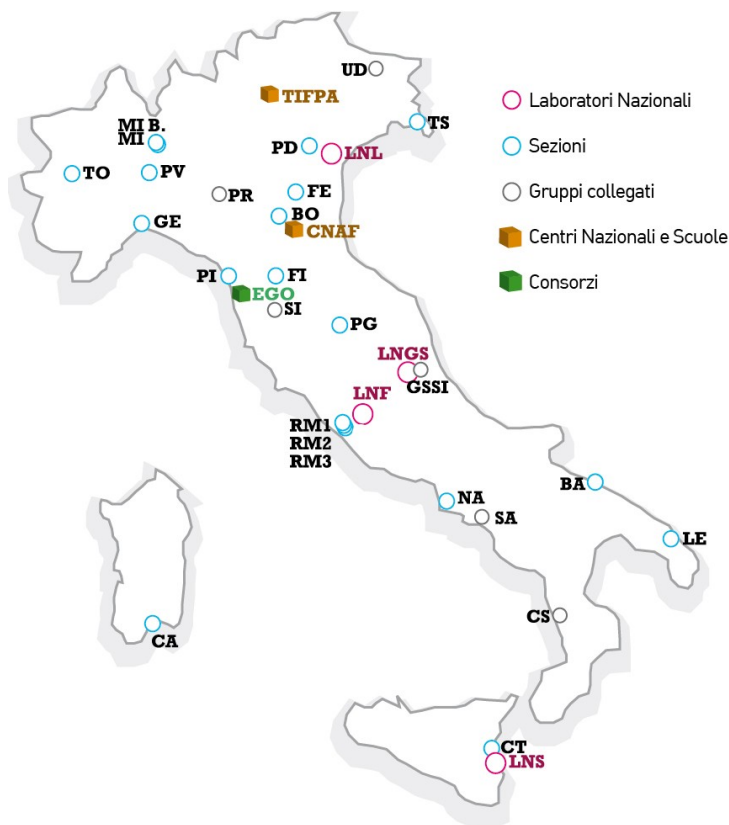 UD
TIFPA
Laboratori Nazionali
MI B.
TS
MI
PD
LNL
Sezioni
TO
PV
PR
FE
Gruppi collegati
BO
GE
CNAF
Centri Nazionali e Scuole
PI
FI
Consorzi
EGO
SI
PG
LNGS
GSSI
LNF
RM1
RM2
RM3
BA
NA
SA
LE
CS
CA
CT
LNS